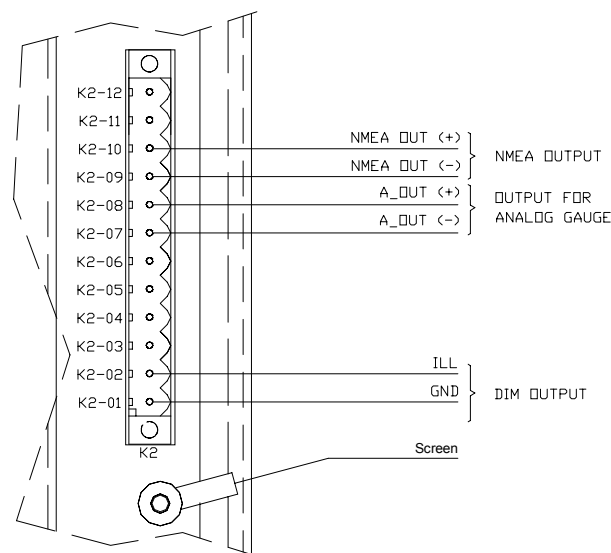 K2-12
K2-11
K2-10 NMEA OUT (+)
NMEA OUTPUT
K2-09 NMEA OUT (-)
K2-08 A_OUT (+)
OUTPUT FOR
ANALOG GAUGE
K2-07 A_OUT (-)
K2-06
K2-05
K2-04
K2-03
K2-02 ILL
K2-01 GND
DIM OUTPUT
K2
Screen